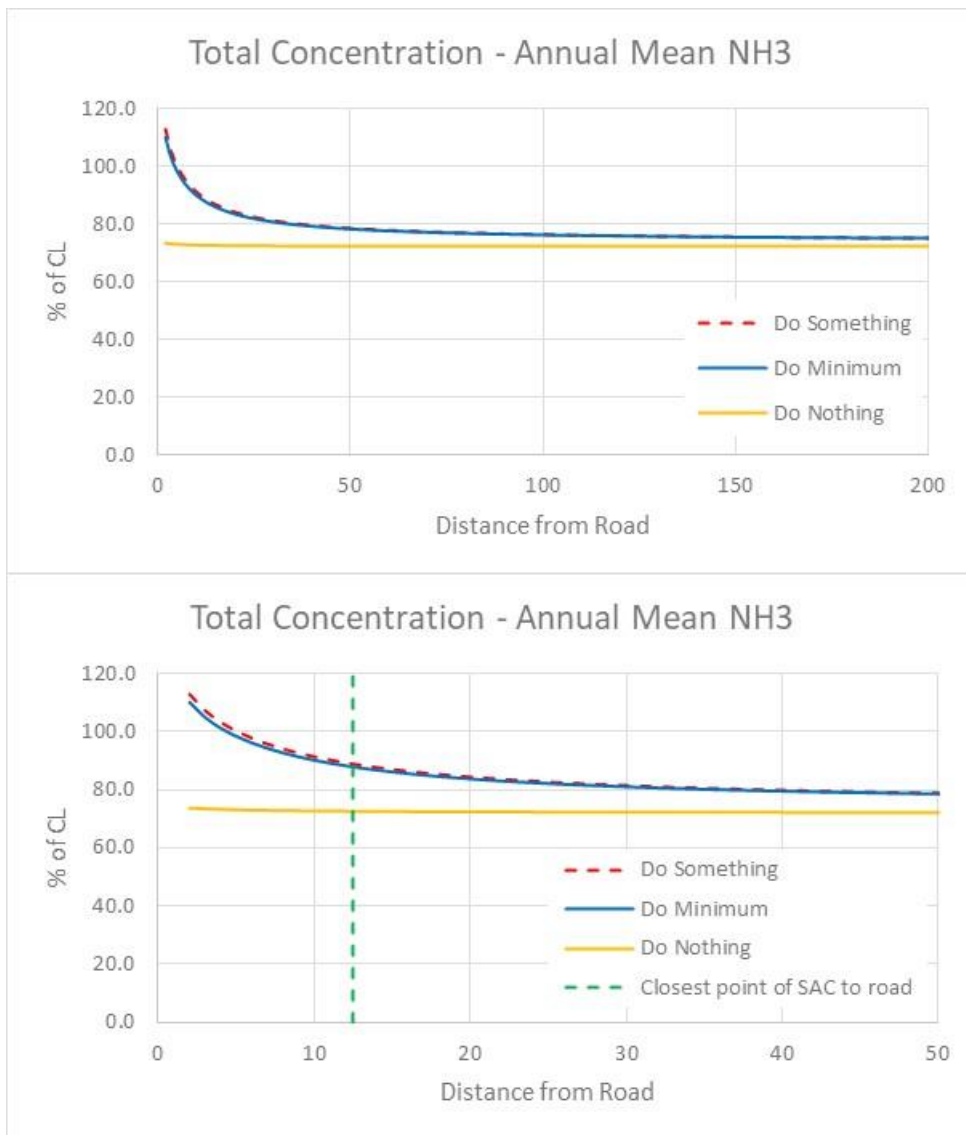 Total Concentration - Annual Mean NH3
120.0
100.0
80.0
60.0
40.0
20.0
0.0
% of CL
Do Something
Do Minimum
Do Nothing
0 50 100 150 200
Distance from Road
Total Concentration - Annual Mean NH3
120.0
100.0
80.0
60.0
40.0
20.0
0.0
% of CL
Do Something
Do Minimum
Do Nothing
Closest point of SAC to road
0 10 20 30 40 50
Distance from Road